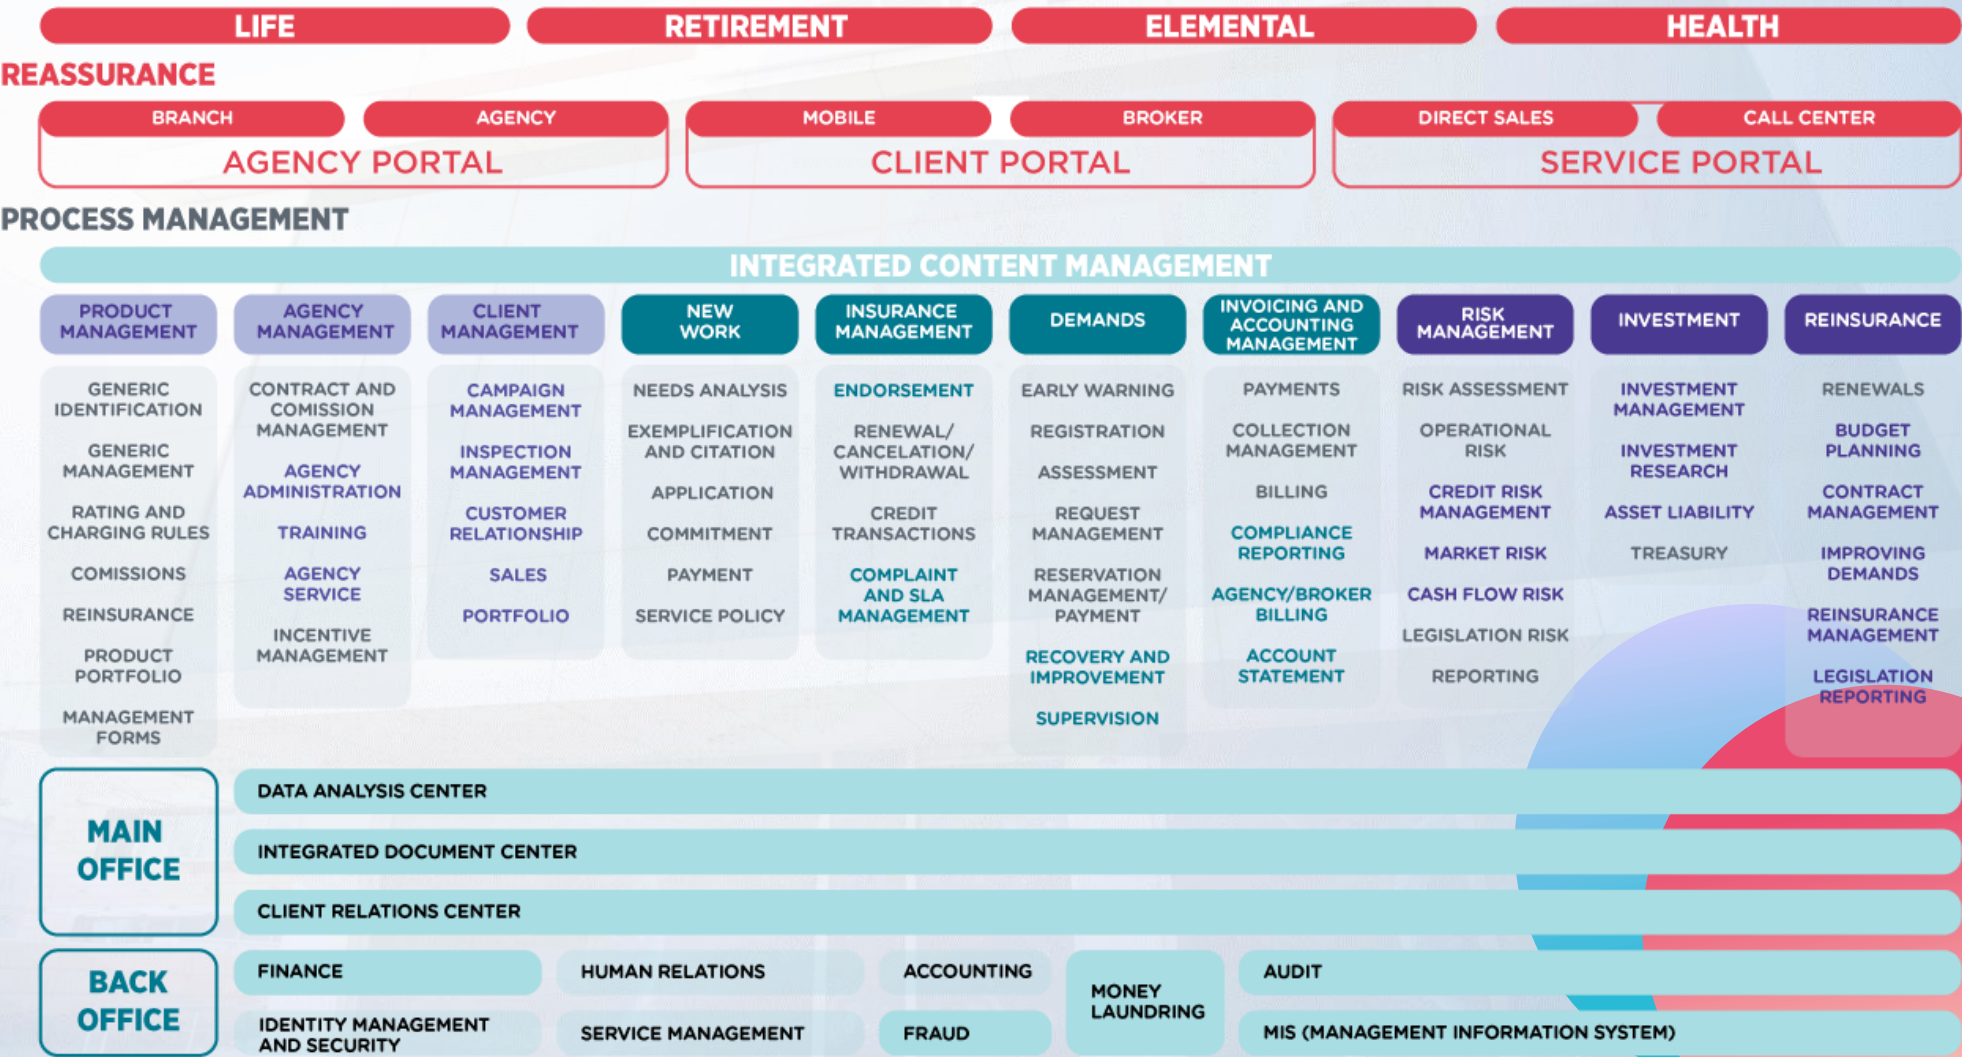 LIFE
RETIREMENT
ELEMENTAL
HEALTH
REASSURANCE
BRANCH
AGENCY
MOBILE
BROKER
DIRECT SALES
CALL CENTER
AGENCY PORTAL
CLIENT PORTAL
SERVICE PORTAL
PROCESS MANAGEMENT
INTEGRATED CONTENT MANAGEMENT
PRODUCT
MANAGEMENT
GENERIC
IDENTIFICATION
GENERIC
MANAGEMENT
RATING AND
CHARGING RULES
COMISSIONS
REINSURANCE
PRODUCT
PORTFOLIO
MANAGEMENT
FORMS
AGENCY
MANAGEMENT
CONTRACT AND
COMISSION
MANAGEMENT
AGENCY
ADMINISTRATION
TRAINING
AGENCY
SERVICE
INCENTIVE
MANAGEMENT
CLIENT
MANAGEMENT
CAMPAIGN
MANAGEMENT
INSPECTION
MANAGEMENT
CUSTOMER
RELATIONSHIP
SALES
PORTFOLIO
NEW
WORK
NEEDS ANALYSIS
EXEMPLIFICATION
AND CITATION
APPLICATION
COMMITMENT
PAYMENT
SERVICE POLICY
INSURANCE
MANAGEMENT
ENDORSEMENT
RENEWAL/
CANCELATION/
WITHDRAWAL
CREDIT
TRANSACTIONS
COMPLAINT
AND SLA
MANAGEMENT
DEMANDS
EARLY WARNING
REGISTRATION
ASSESSMENT
REQUEST
MANAGEMENT
RESERVATION
MANAGEMENT/
PAYMENT
RECOVERY AND
IMPROVEMENT
SUPERVISION
INVOICING AND
ACCOUNTING
MANAGEMENT
PAYMENTS
COLLECTION
MANAGEMENT
BILLING
COMPLIANCE
REPORTING
AGENCY/BROKER
BILLING
ACCOUNT
STATEMENT
RISK
MANAGEMENT
RISK ASSESSMENT
OPERATIONAL
RISK
CREDIT RISK
MANAGEMENT
MARKET RISK
CASH FLOW RISK
LEGISLATION RISK
REPORTING
INVESTMENT
INVESTMENT
MANAGEMENT
INVESTMENT
RESEARCH
ASSET LIABILITY
TREASURY
REINSURANCE
RENEWALS
BUDGET
PLANNING
CONTRACT
MANAGEMENT
IMPROVING
DEMANDS
REINSURANCE
MANAGEMENT
LEGISLATION
REPORTING
MAIN
OFFICE
DATA ANALYSIS CENTER
INTEGRATED DOCUMENT CENTER
CLIENT RELATIONS CENTER
BACK
OFFICE
FINANCE
HUMAN RELATIONS
ACCOUNTING
MONEY
LAUNDRING
AUDIT
IDENTITY MANAGEMENT
AND SECURITY
SERVICE MANAGEMENT
FRAUD
MIS (MANAGEMENT INFORMATION SYSTEM)